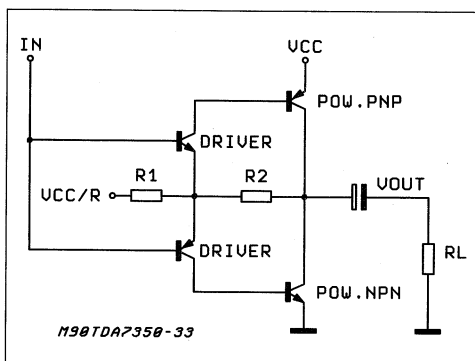 IN
VCC
POW.PNP
DRIVER
R1
R2
VCC/R
VOUT
DRIVER
RL
POW.NPN
M90TDA7350-33